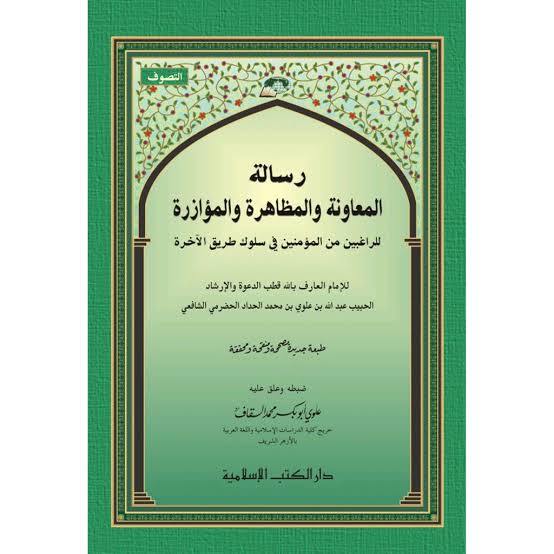 التصوف
رسالة
المعاونة والمظاهرة والمؤازرة
للراغبين من المؤمنين في سلوك طريق الآخرة
للإمام العارف بالله قطب الدعوة والإرشاد
الحبيب عبد الله بن علوي بن محمد الحداد الحضرمي الشافعي
طبعة جديدة مصححة ومنقحة ومحققة
ضبطه وعلق عليه
علوي أبو بكر محمد السقاف
خريج كلية الدراسات الإسلامية واللغة العربية
بالأزهر الشريف
دار الكتب الإسلامية